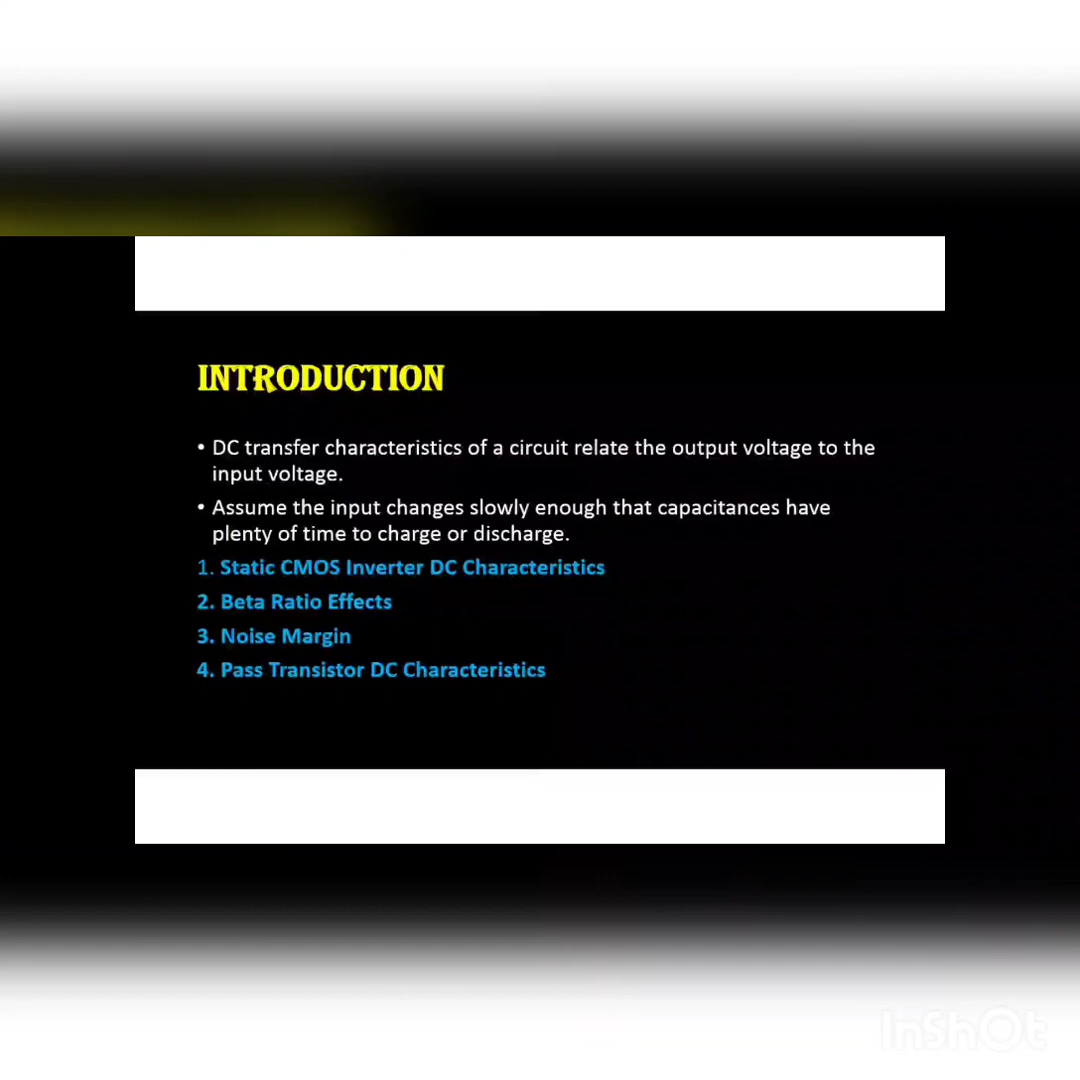 INTRODUCTION
• DC transfer characteristics of a circuit relate the output voltage to the
input voltage.
• Assume the input changes slowly enough that capacitances have
plenty of time to charge or discharge.
1. Static CMOS Inverter DC Characteristics
2. Beta Ratio Effects
3. Noise Margin
4. Pass Transistor DC Characteristics
InShOt